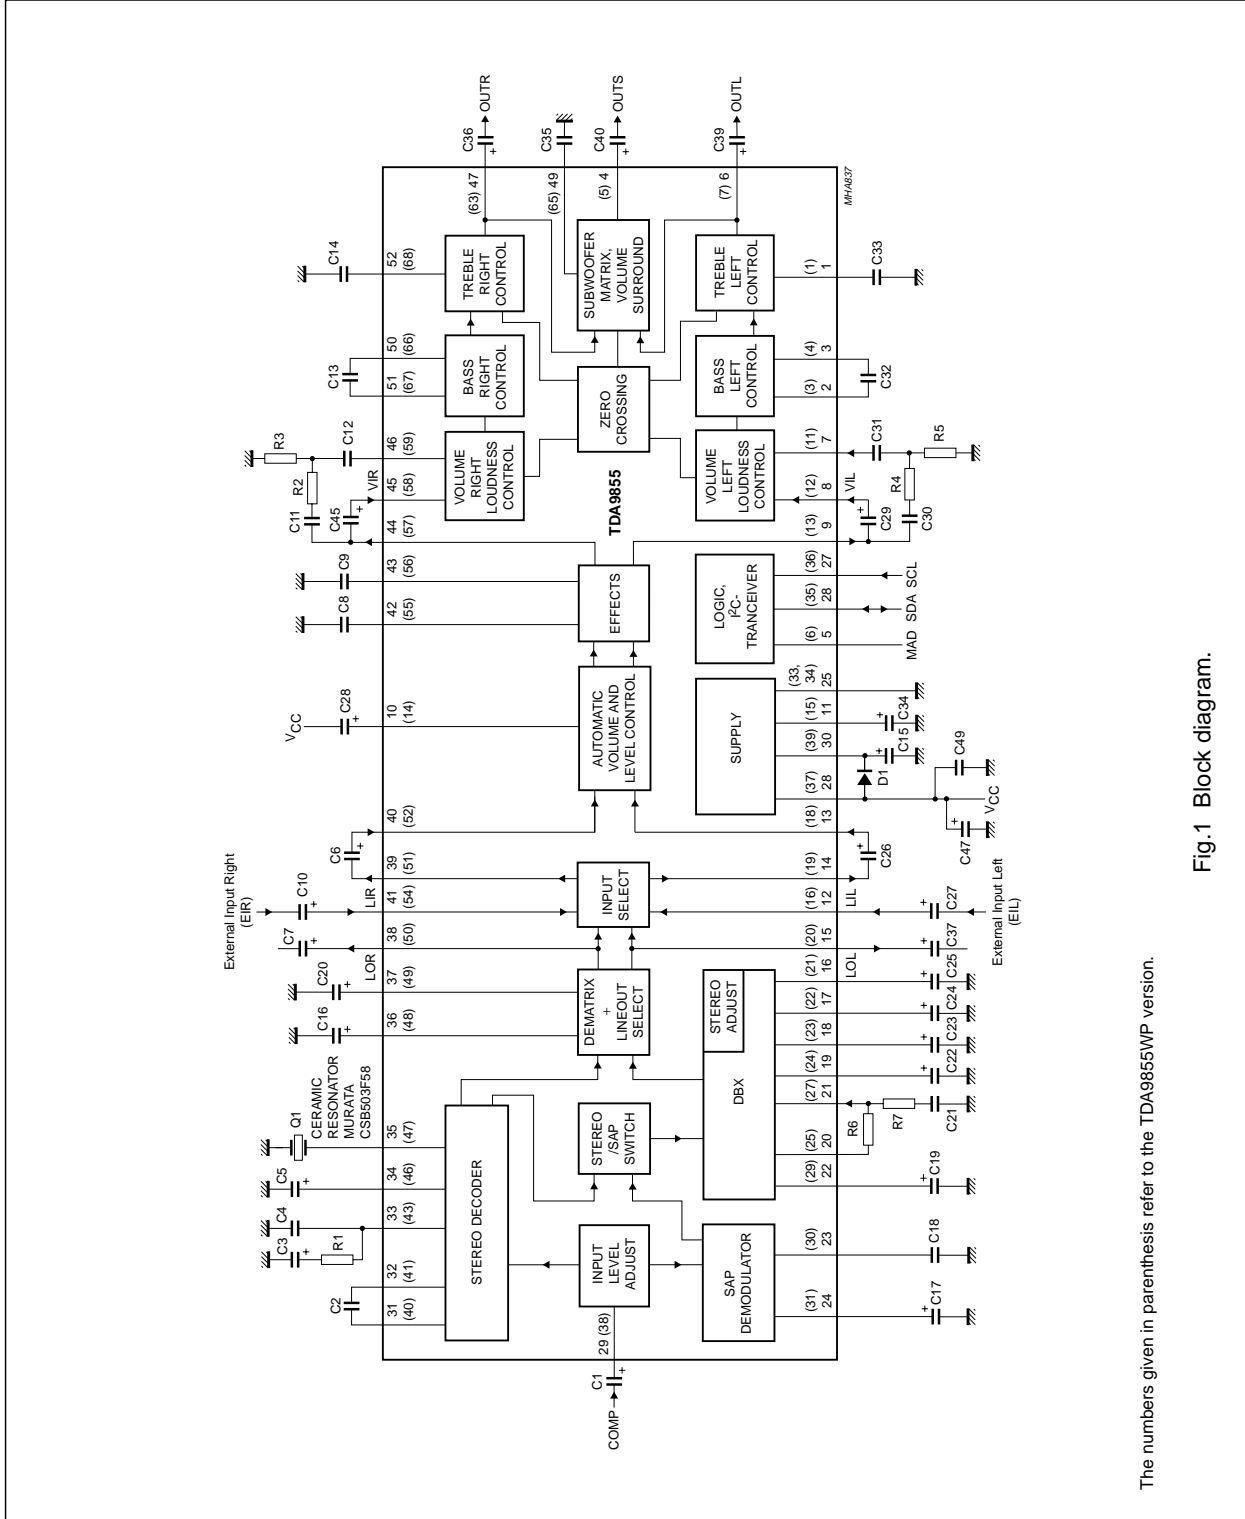 C14
52
(68)
C13
50
(66)
51
(67)
R3
C12
46
(59)
R2
VIR
45
(58)
C11
C45
+
44
(57)
C9
43
(56)
C8
42
(55)
VCC
C28
+
10
(14)
C6
+
40
(52)
39
(51)
External Input Right
(EIR)
C10
+
LIR
41
(54)
C7
+
LOR
38
(50)
C20
+
37
(49)
C16
+
36
(48)
Q1
CERAMIC
RESONATOR
MURATA
CSB503F58
35
(47)
C5
+
34
(46)
C4
33
(43)
C3
+
R1
32
(41)
C2
31
(40)
COMP
C1
+
29 (38)
STEREO DECODER
INPUT
LEVEL
ADJUST
SAP
DEMODULATOR
STEREO
/SAP
SWITCH
DBX
STEREO
ADJUST
DEMATRIX
+
LINEOUT
SELECT
INPUT
SELECT
AUTOMATIC
VOLUME AND
LEVEL CONTROL
EFFECTS
SUPPLY
LOGIC,
I2C-
TRANCEIVER
TDA9855
VOLUME
RIGHT
LOUDNESS
CONTROL
BASS
RIGHT
CONTROL
TREBLE
RIGHT
CONTROL
ZERO
CROSSING
SUBWOOFER
MATRIX,
VOLUME
SURROUND
VOLUME
LEFT
LOUDNESS
CONTROL
BASS
LEFT
CONTROL
TREBLE
LEFT
CONTROL
(63) 47
C36
+
OUTR
(65) 49
C35
(5) 4
C40
+
OUTS
(7) 6
C39
+
OUTL
MHA837
(31)
24
+
C17
(30)
23
C18
(29)
22
+
C19
(25)
20
R6
(27)
21
R7
C21
(24)
19
+
C22
(23)
18
+
C23
(22)
17
+
C24
(21)
16
+
C25
(20)
15
LOL
+
C37
(16)
12
LIL
+
C27
External Input Left
(EIL)
(19)
14
+
C26
(18)
13
(37)
28
+
C47
VCC
C49
D1
(39)
30
+
C15
(15)
11
+
C34
(33,
34)
25
(6)
5
MAD
(35)
28
SDA
(36)
27
SCL
(13)
9
+
C29
C30
(12)
8
VIL
R4
(11)
7
C31
R5
(3)
2
(4)
3
C32
(1)
1
C33
The numbers given in parenthesis refer to the TDA9855WP version.
Fig.1 Block diagram.